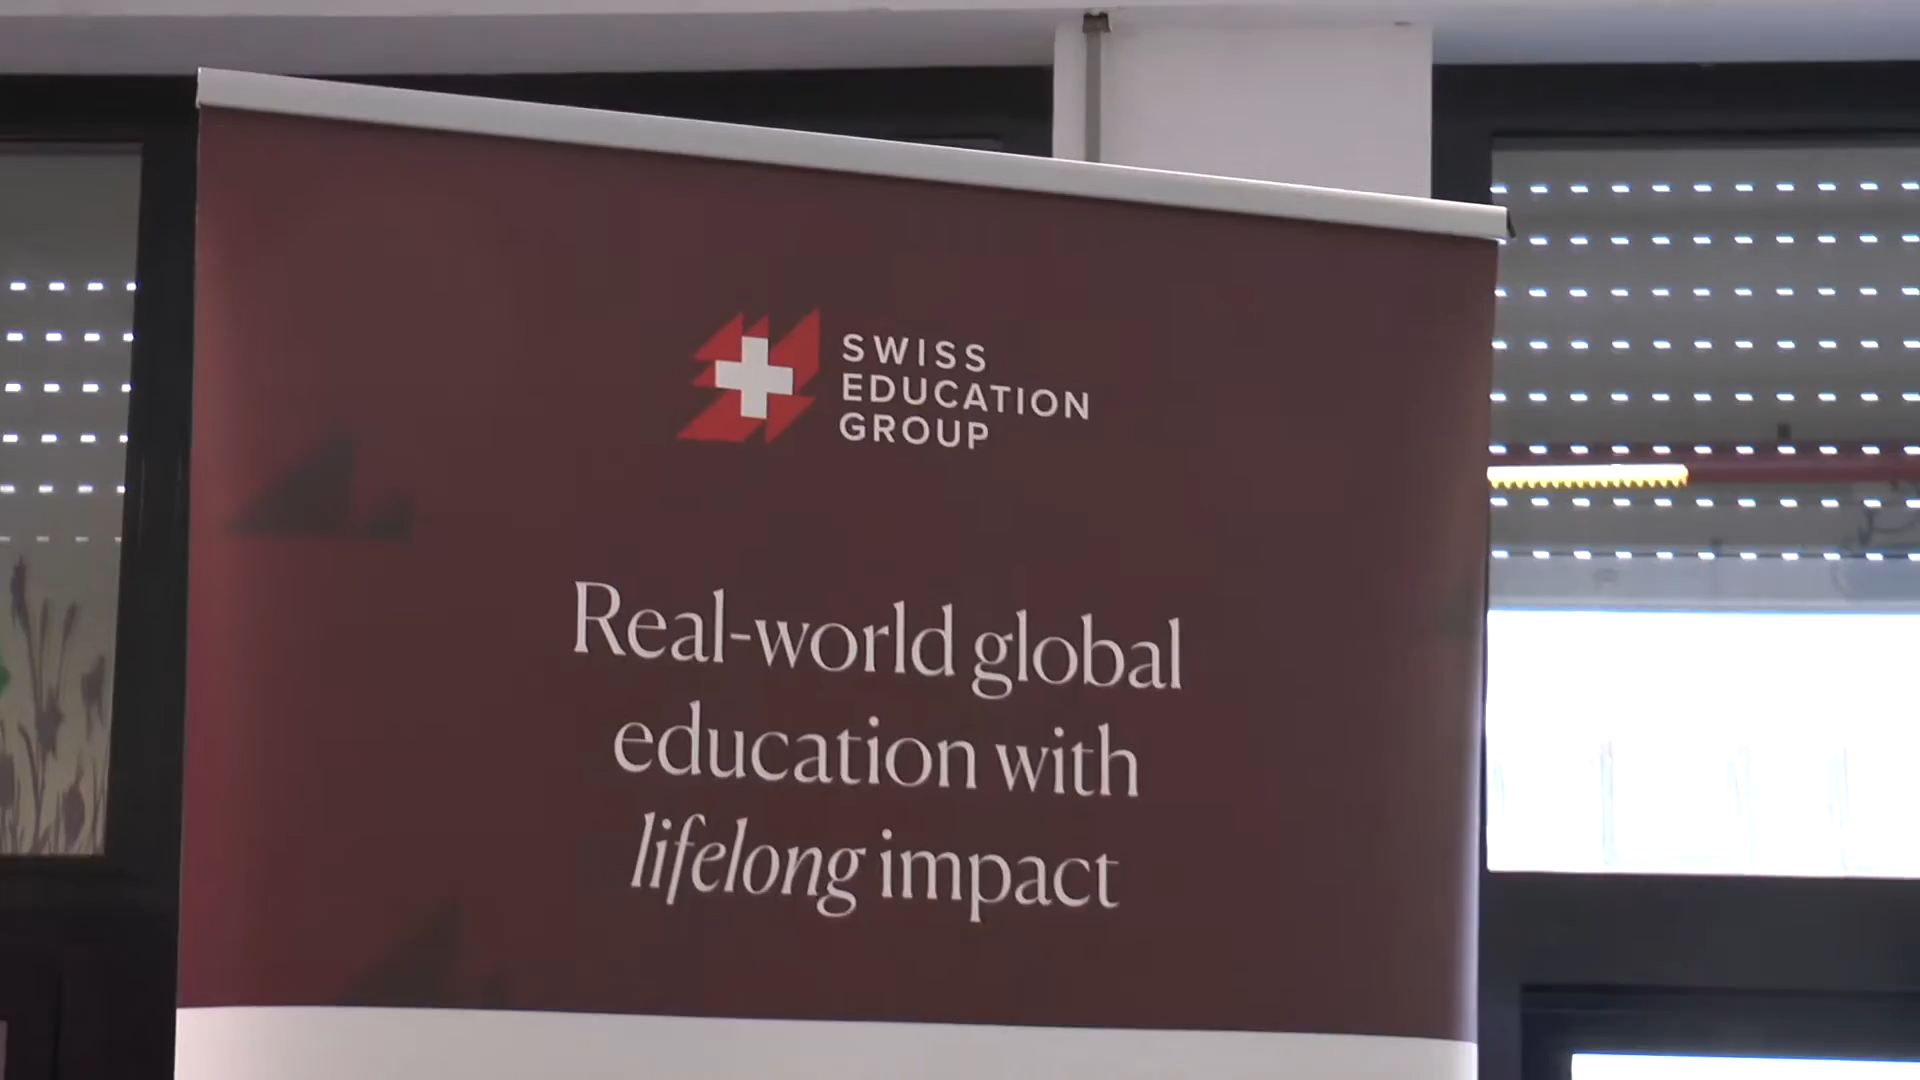 SWISS
EDUCATION
GROUP
Real-world global
education with
lifelong impact